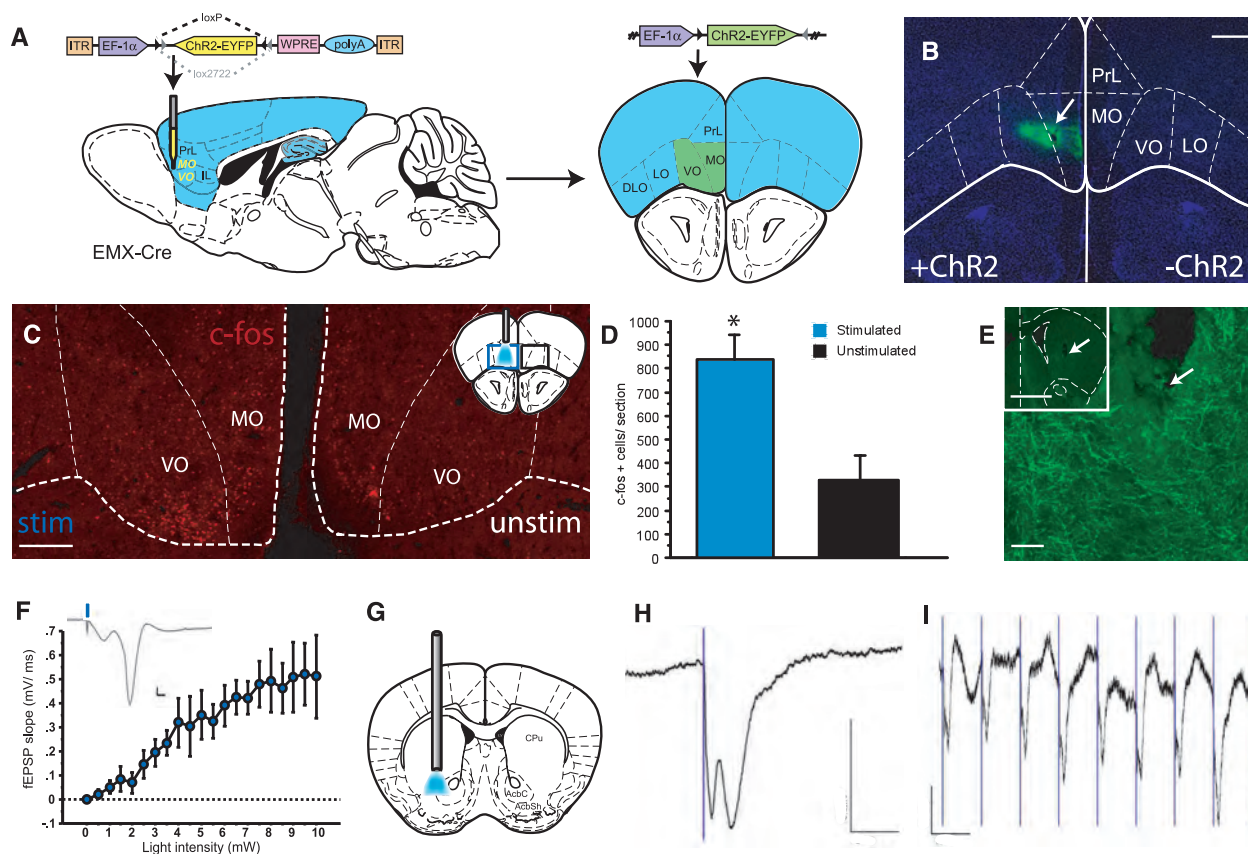 A
loxP
ITR EF-1α ChR2-EYFP WPRE polyA ITR
lox2722
PrL
MO
VO
IL
EMX-Cre
EF-1α ChR2-EYFP
PrL
MO
VO
LO
DLO
B
PrL
MO
VO
LO
+ChR2
-ChR2
C
c-fos
MO
MO
VO
VO
stim
unstim
D
c-fos + cells/ section
1000
900
800
700
600
500
400
300
200
100
0
*
Stimulated
Unstimulated
E
F
fEPSP slope (mV/ ms)
.7
.6
.5
.4
.3
.2
.1
0
-.1
0 1 2 3 4 5 6 7 8 9 10
Light intensity (mW)
G
CPu
AcbC
AcbSh
H
I